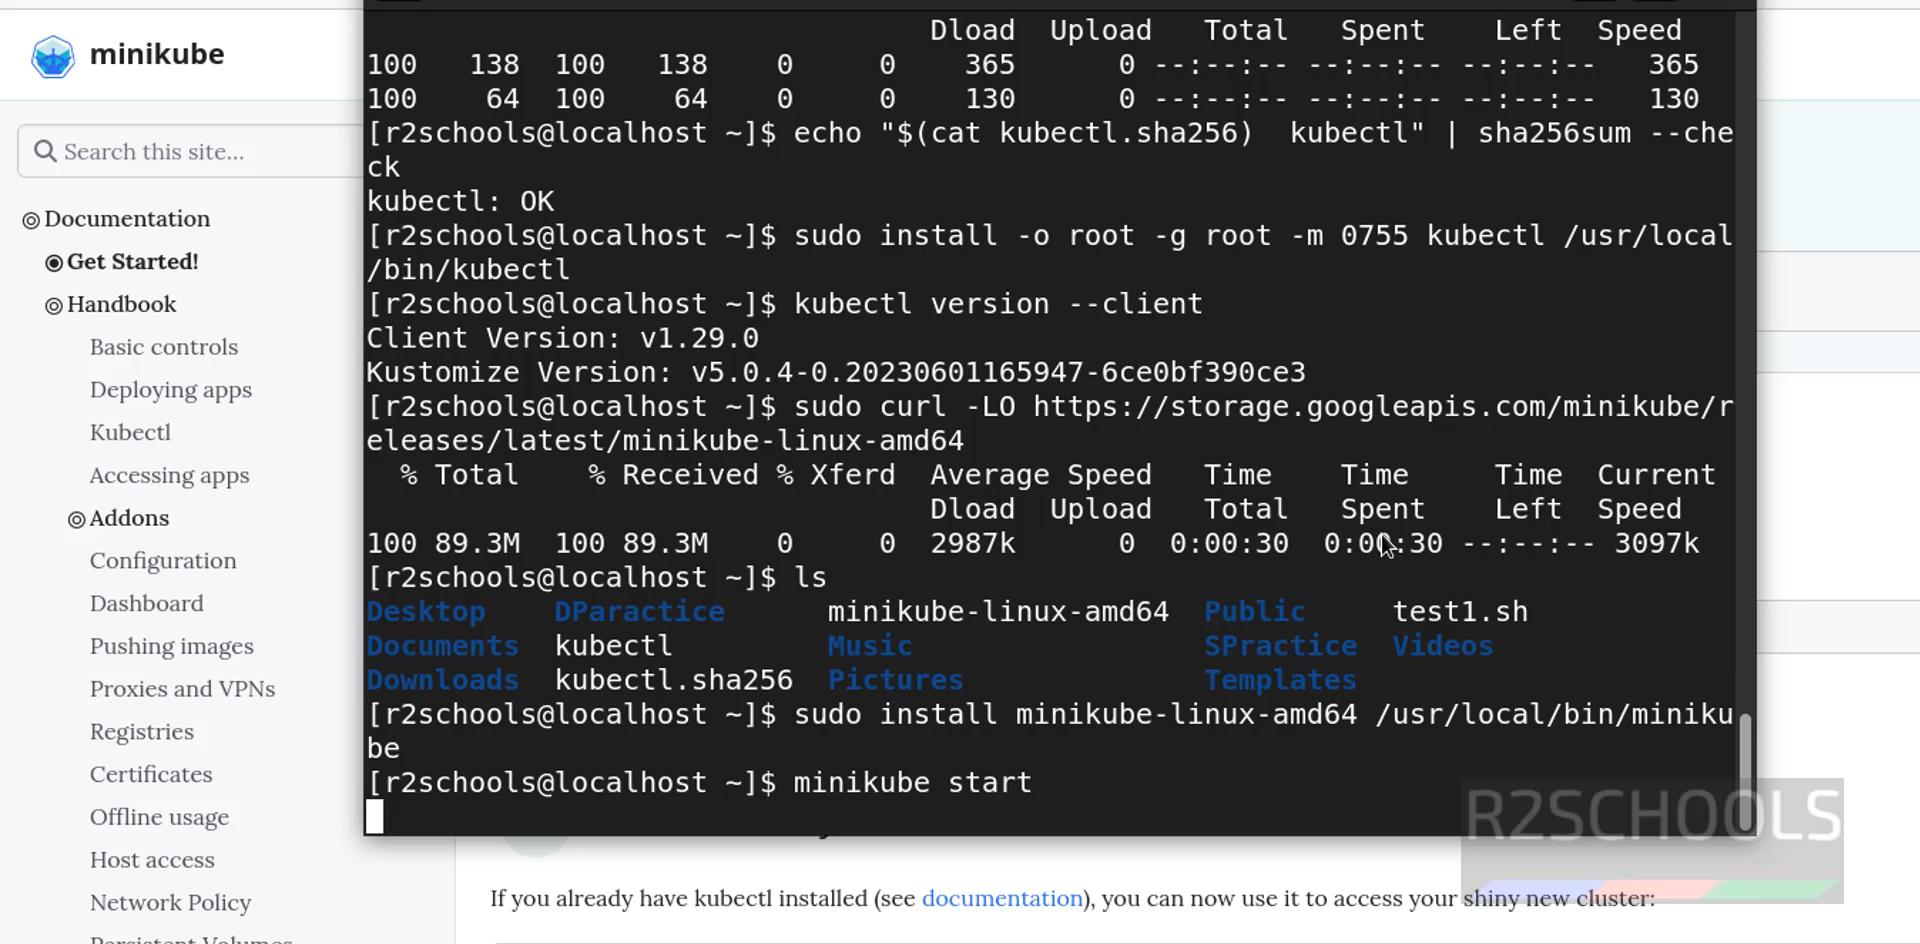 minikube
Search this site...
Documentation
Get Started!
Handbook
Basic controls
Deploying apps
Kubectl
Accessing apps
Addons
Configuration
Dashboard
Pushing images
Proxies and VPNs
Registries
Certificates
Offline usage
Host access
Network Policy
Persistent Volumes
Dload Upload Total Spent Left Speed
100 138 100 138 0 0 365 0 --:--:-- --:--:-- --:--:-- 365
100 64 100 64 0 0 130 0 --:--:-- --:--:-- --:--:-- 130
[r2schools@localhost ~]$ echo "$(cat kubectl.sha256)  kubectl" | sha256sum --che
ck
kubectl: OK
[r2schools@localhost ~]$ sudo install -o root -g root -m 0755 kubectl /usr/local
/bin/kubectl
[r2schools@localhost ~]$ kubectl version --client
Client Version: v1.29.0
Kustomize Version: v5.0.4-0.20230601165947-6ce0bf390ce3
[r2schools@localhost ~]$ sudo curl -LO https://storage.googleapis.com/minikube/r
eleases/latest/minikube-linux-amd64
% Total % Received % Xferd Average Speed Time Time Time Current
Dload Upload Total Spent Left Speed
100 89.3M 100 89.3M 0 0 2987k 0 0:00:30 0:00:30 --:--:-- 3097k
[r2schools@localhost ~]$ ls
Desktop DParactice minikube-linux-amd64 Public test1.sh
Documents kubectl Music SPractice Videos
Downloads kubectl.sha256 Pictures Templates
[r2schools@localhost ~]$ sudo install minikube-linux-amd64 /usr/local/bin/miniku
be
[r2schools@localhost ~]$ minikube start
R2SCHOOLS
If you already have kubectl installed (see documentation), you can now use it to access your shiny new cluster: